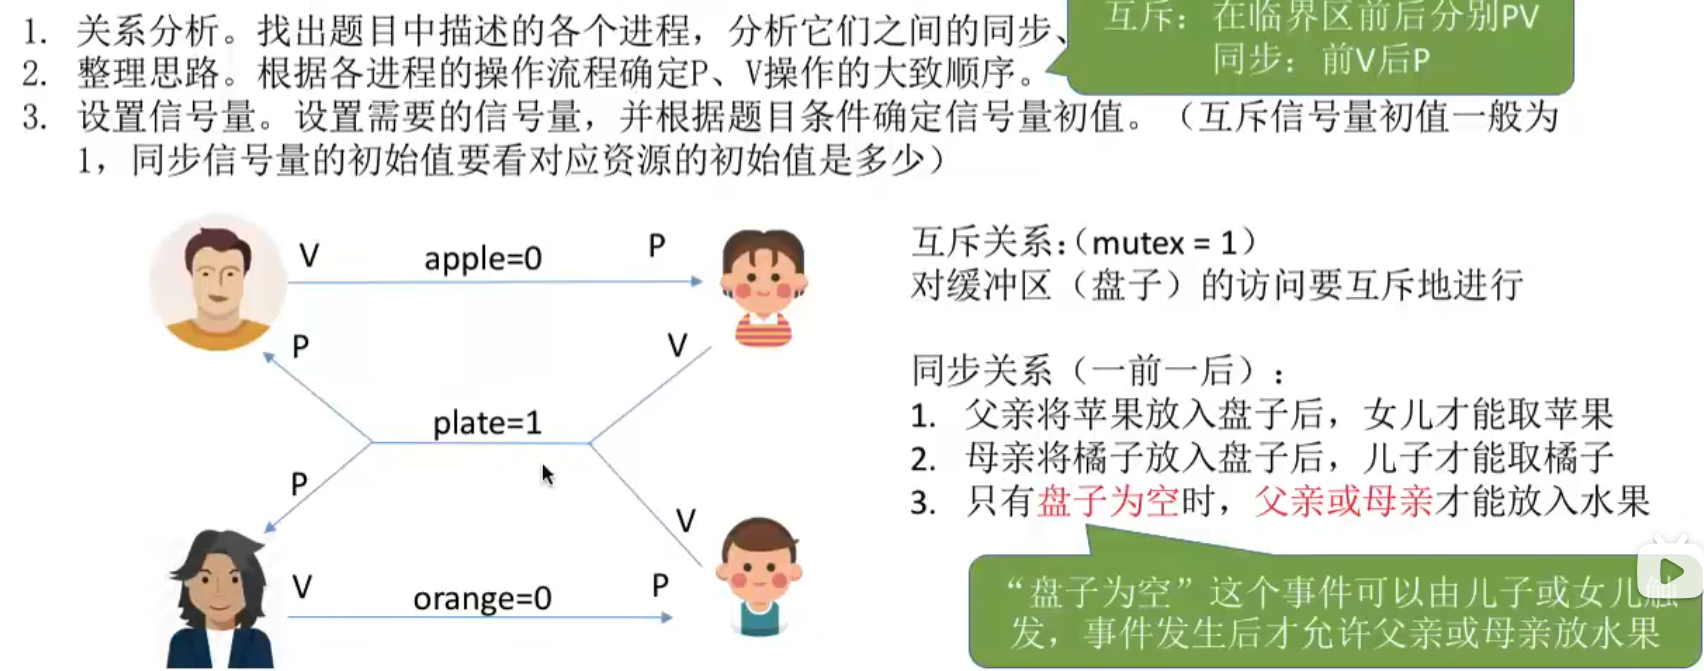 1. 关系分析。找出题目中描述的各个进程，分析它们之间的同步、
互斥：在临界区前后分别PV
同步：前V后P
2. 整理思路。根据各进程的操作流程确定P、V操作的大致顺序。
3. 设置信号量。设置需要的信号量，并根据题目条件确定信号量初值。（互斥信号量初值一般为
1，同步信号量的初始值要看对应资源的初始值是多少）
V apple=0 P
P V
plate=1
P V
V orange=0 P
互斥关系：（mutex = 1）
对缓冲区（盘子）的访问要互斥地进行
同步关系（一前一后）：
1. 父亲将苹果放入盘子后，女儿才能取苹果
2. 母亲将橘子放入盘子后，儿子才能取橘子
3. 只有盘子为空时，父亲或母亲才能放入水果
“盘子为空”这个事件可以由儿子或女儿触
发，事件发生后才允许父亲或母亲放水果